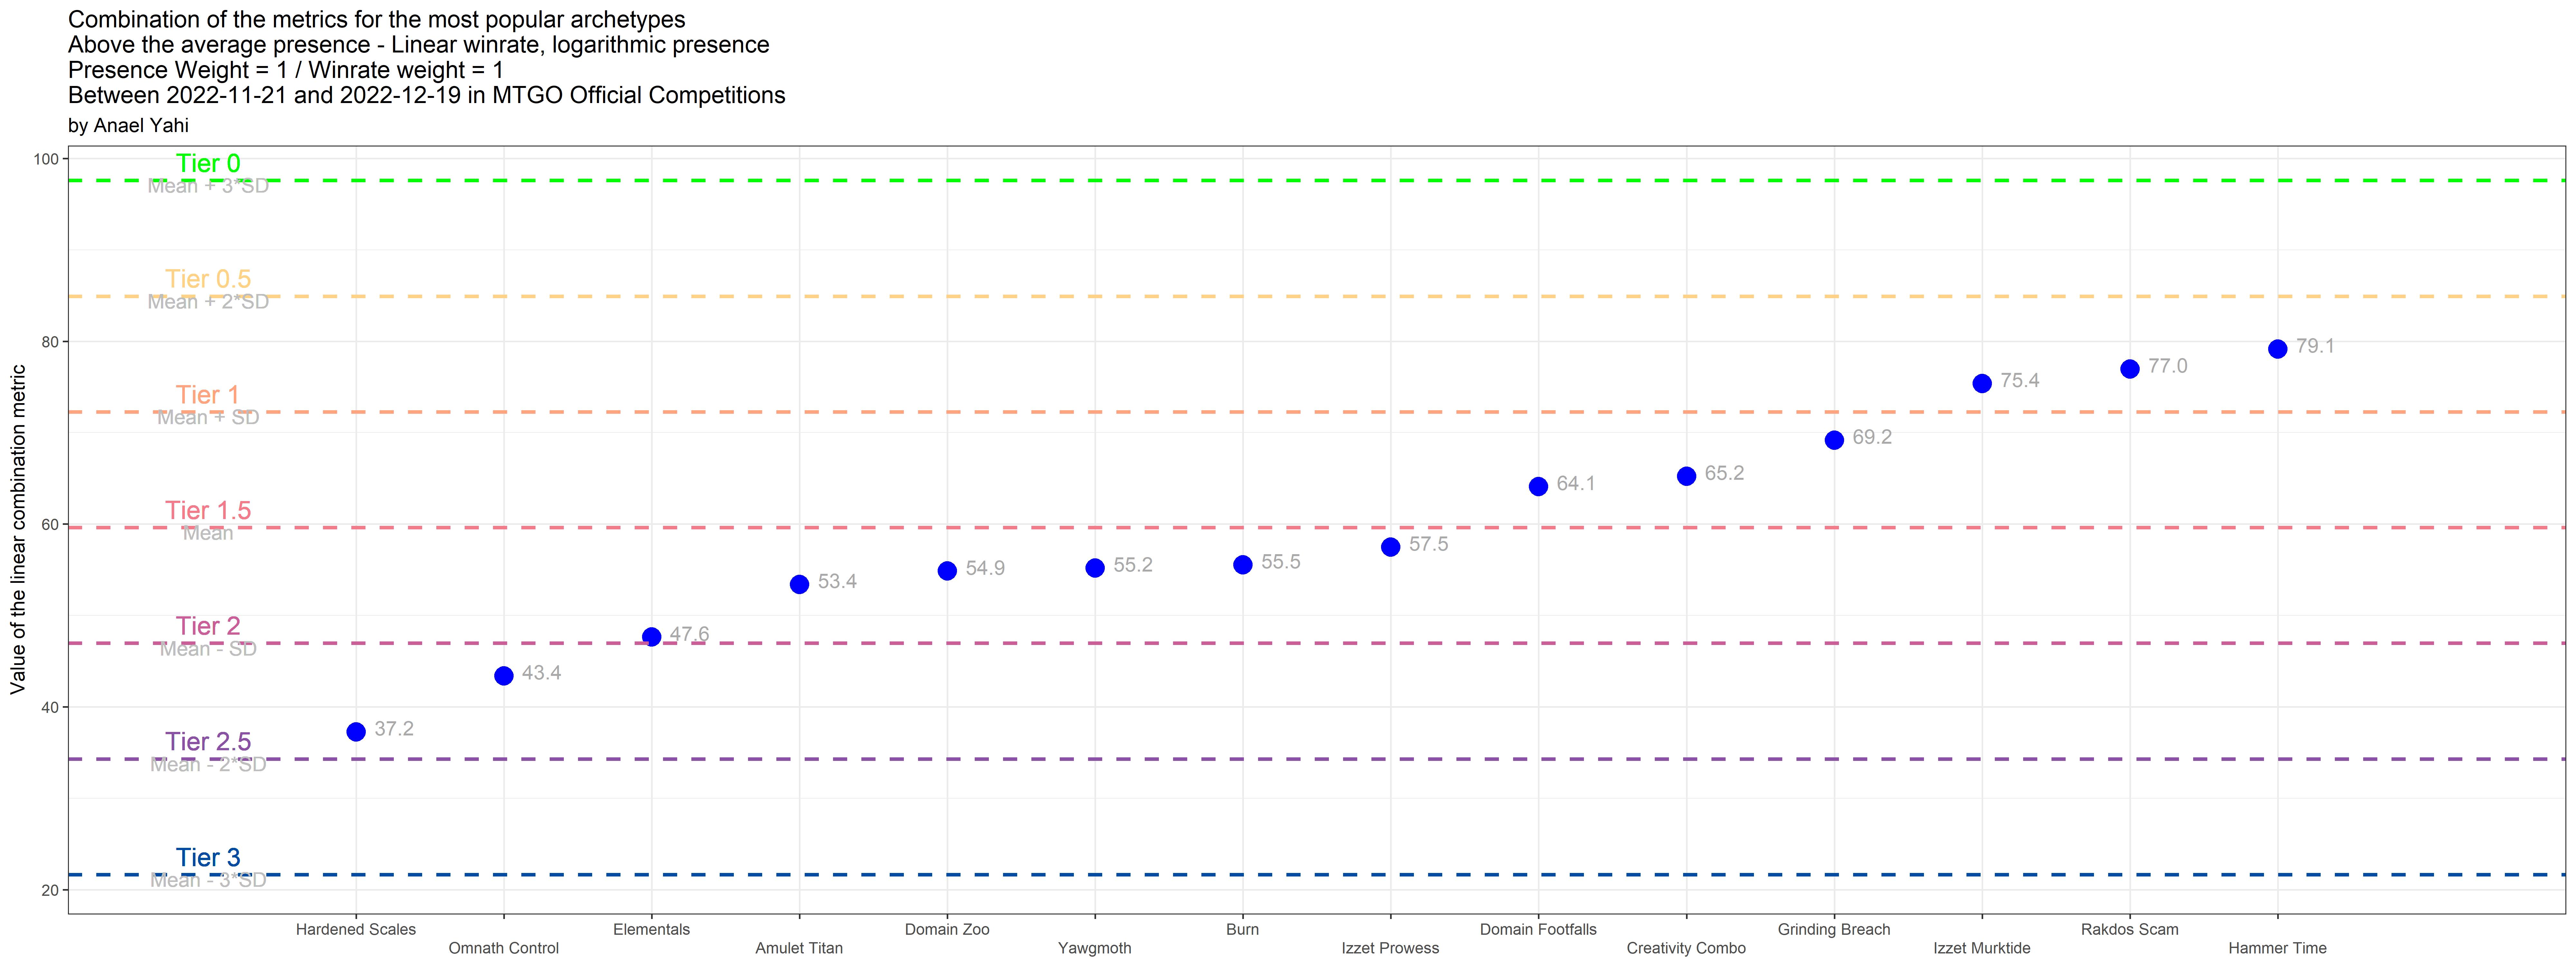 Combination of the metrics for the most popular archetypes
Above the average presence - Linear winrate, logarithmic presence
Presence Weight = 1 / Winrate weight = 1
Between 2022-11-21 and 2022-12-19 in MTGO Official Competitions
by Anael Yahi
Value of the linear combination metric
100
80
60
40
20
Tier 0
Mean + 3*SD
Tier 0.5
Mean + 2*SD
Tier 1
Mean + SD
Tier 1.5
Mean
Tier 2
Mean - SD
Tier 2.5
Mean - 2*SD
Tier 3
Mean - 3*SD
37.2
43.4
47.6
53.4
54.9
55.2
55.5
57.5
64.1
65.2
69.2
75.4
77.0
79.1
Hardened Scales
Omnath Control
Elementals
Amulet Titan
Domain Zoo
Yawgmoth
Burn
Izzet Prowess
Domain Footfalls
Creativity Combo
Grinding Breach
Izzet Murktide
Rakdos Scam
Hammer Time